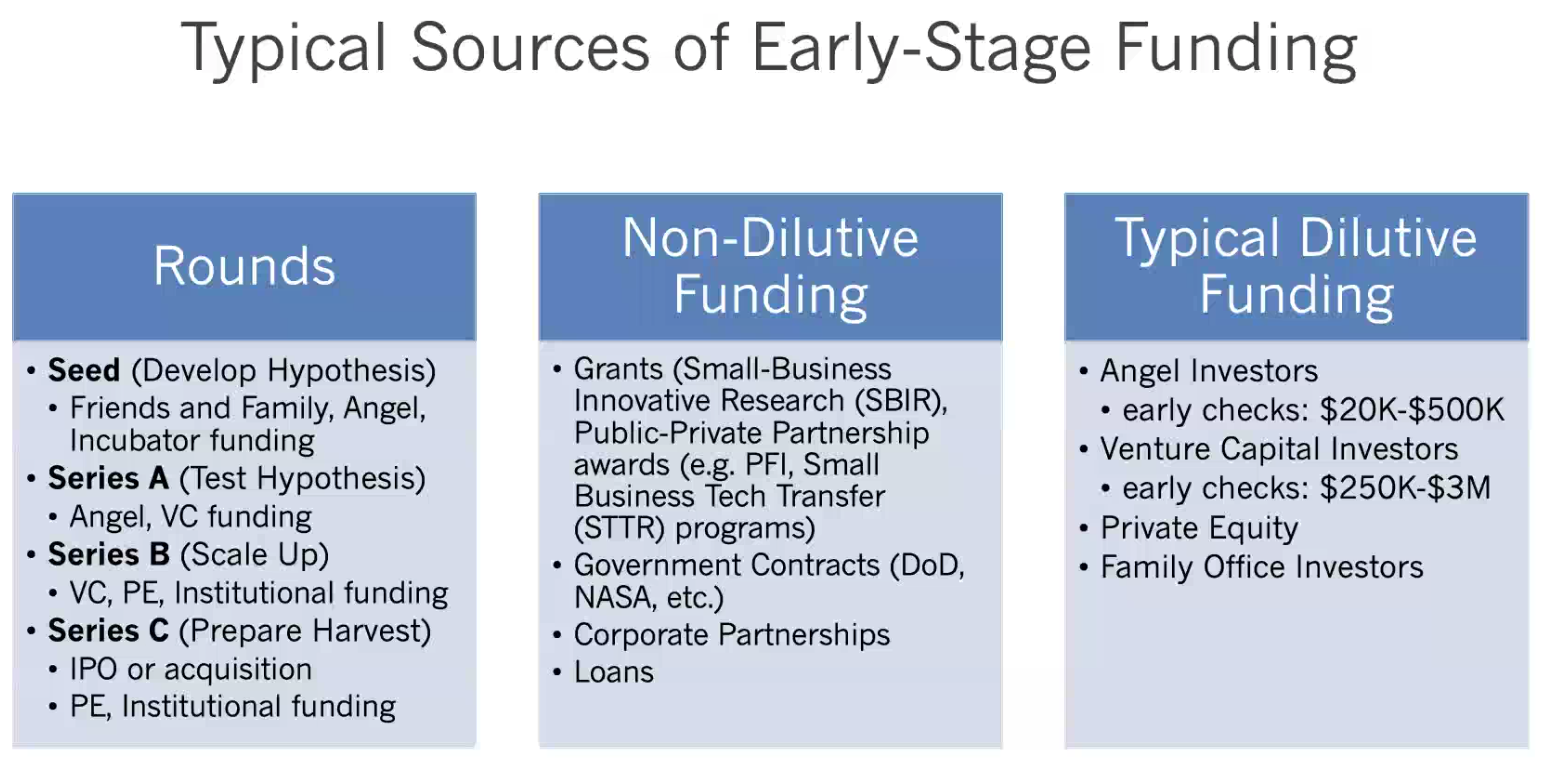 Typical Sources of Early-Stage Funding
Rounds
• Seed (Develop Hypothesis)
• Friends and Family, Angel,
Incubator funding
• Series A (Test Hypothesis)
• Angel, VC funding
• Series B (Scale Up)
• VC, PE, Institutional funding
• Series C (Prepare Harvest)
• IPO or acquisition
• PE, Institutional funding
Non-Dilutive
Funding
• Grants (Small-Business
Innovative Research (SBIR),
Public-Private Partnership
awards (e.g. PFI, Small
Business Tech Transfer
(STTR) programs)
• Government Contracts (DoD,
NASA, etc.)
• Corporate Partnerships
• Loans
Typical Dilutive
Funding
• Angel Investors
• early checks: $20K-$500K
• Venture Capital Investors
• early checks: $250K-$3M
• Private Equity
• Family Office Investors